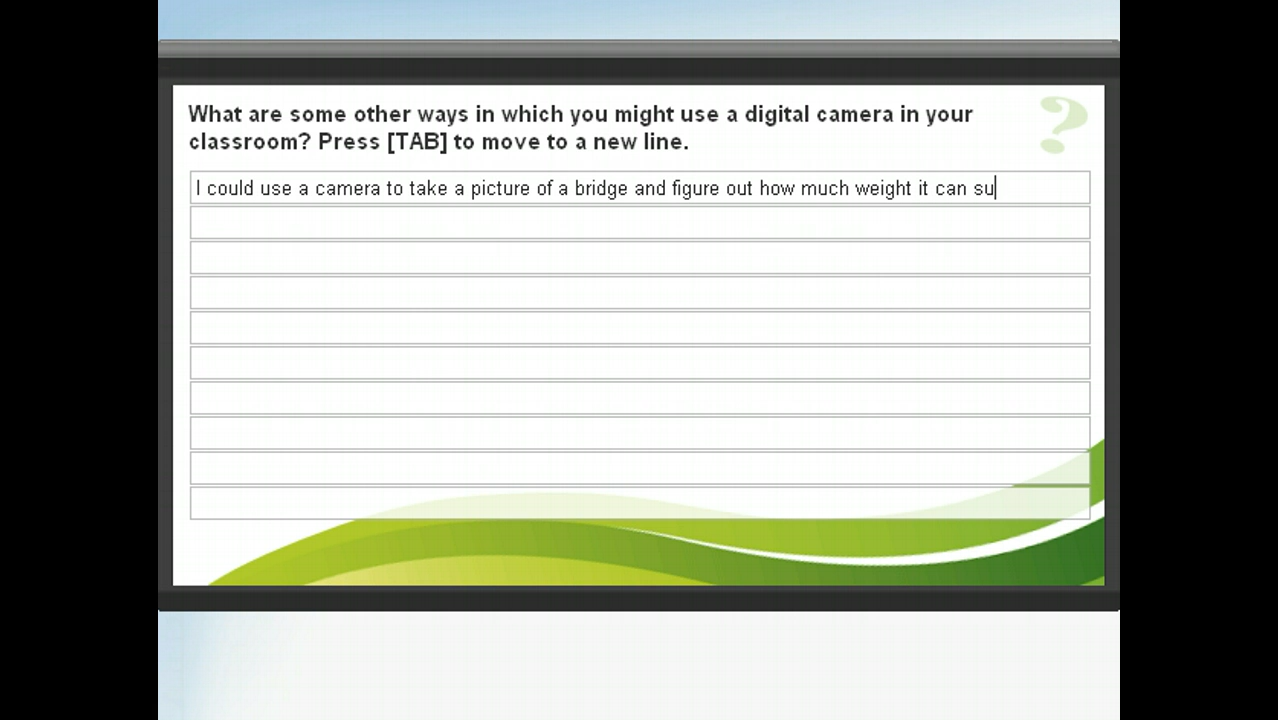 What are some other ways in which you might use a digital camera in your
classroom? Press [TAB] to move to a new line.
?
I could use a camera to take a picture of a bridge and figure out how much weight it can su